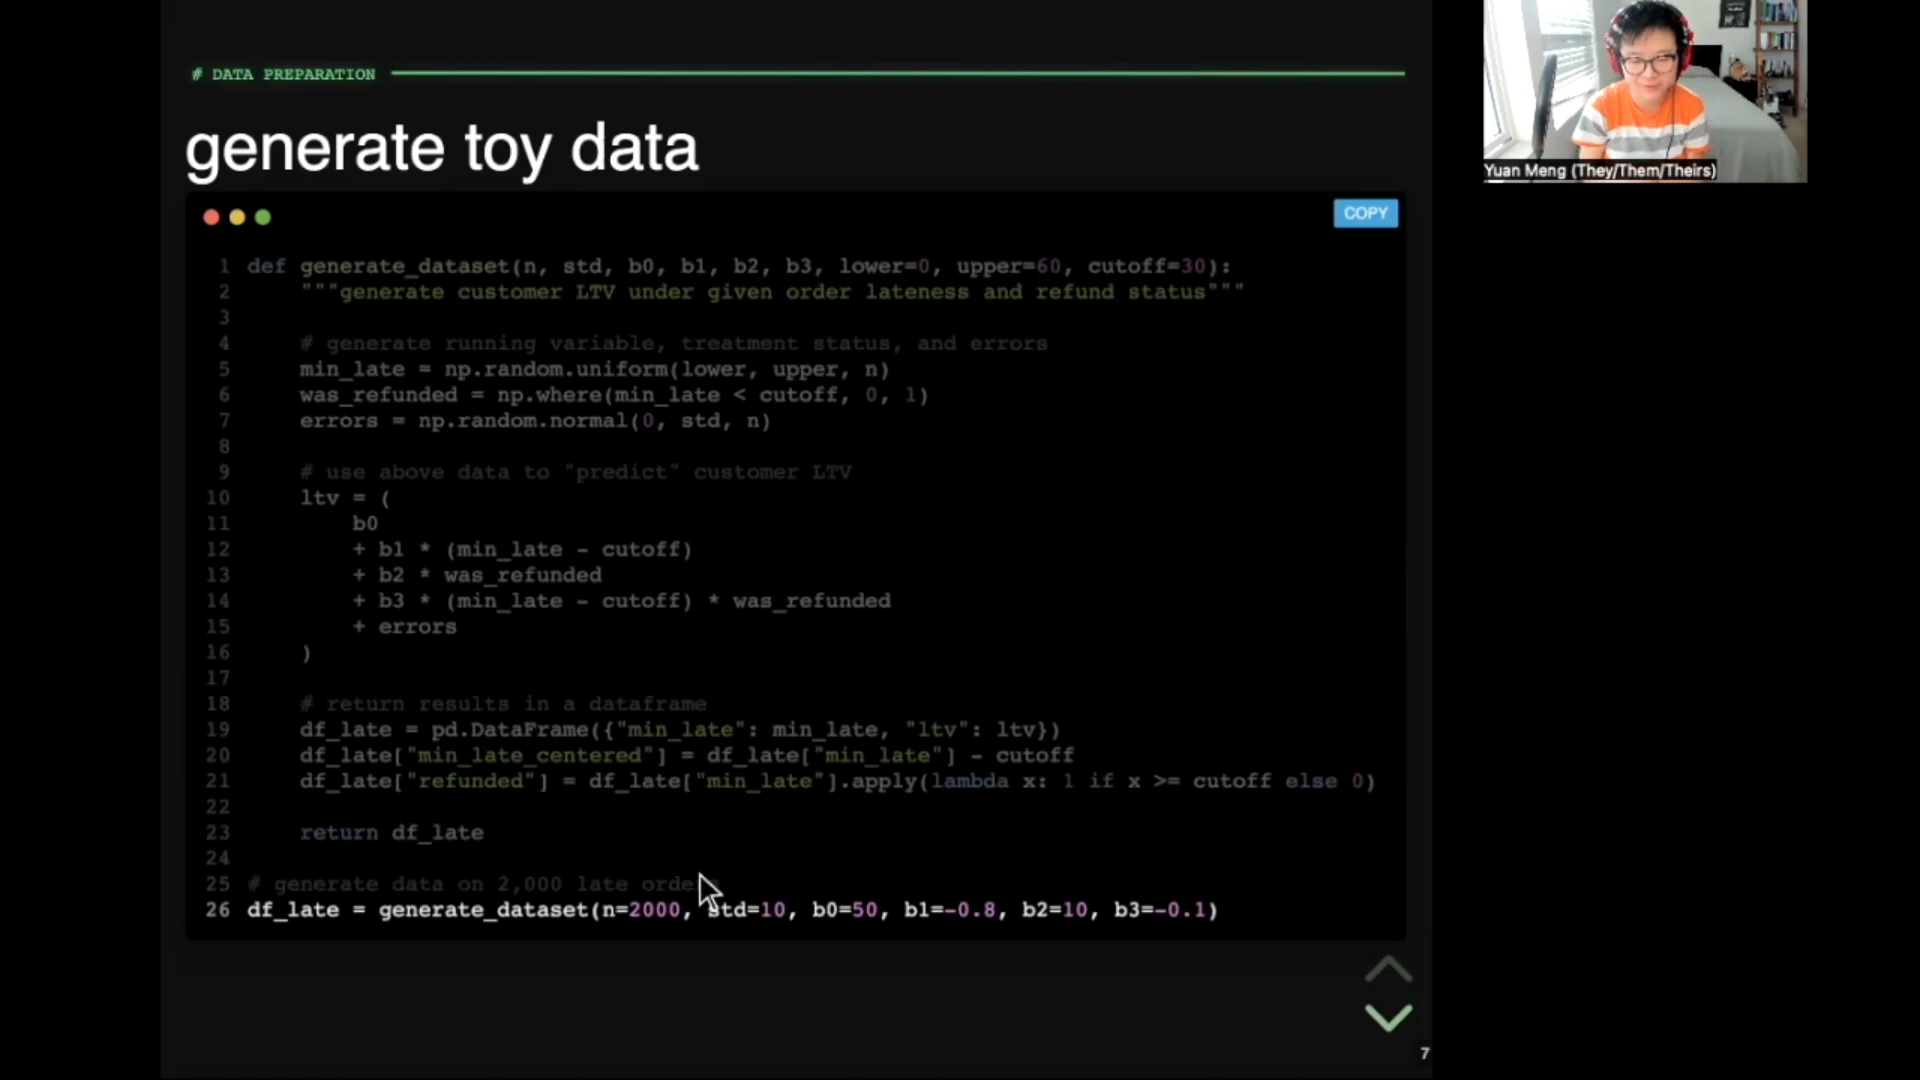 # DATA PREPARATION
generate toy data
COPY
1 def generate_dataset(n, std, b0, b1, b2, b3, lower=0, upper=60, cutoff=30):
2     """generate customer LTV under given order lateness and refund status"""
3
4     # generate running variable, treatment status, and errors
5     min_late = np.random.uniform(lower, upper, n)
6     was_refunded = np.where(min_late < cutoff, 0, 1)
7     errors = np.random.normal(0, std, n)
8
9     # use above data to "predict" customer LTV
10     ltv = (
11         b0
12         + b1 * (min_late - cutoff)
13         + b2 * was_refunded
14         + b3 * (min_late - cutoff) * was_refunded
15         + errors
16     )
17
18     # return results in a dataframe
19     df_late = pd.DataFrame({"min_late": min_late, "ltv": ltv})
20     df_late["min_late_centered"] = df_late["min_late"] - cutoff
21     df_late["refunded"] = df_late["min_late"].apply(lambda x: 1 if x >= cutoff else 0)
22
23     return df_late
24
25 # generate data on 2,000 late
26 df_late = generate_dataset(n=2000, std=10, b0=50, b1=-0.8, b2=10, b3=-0.1)
7
Yuan Meng (They/Them/Theirs)